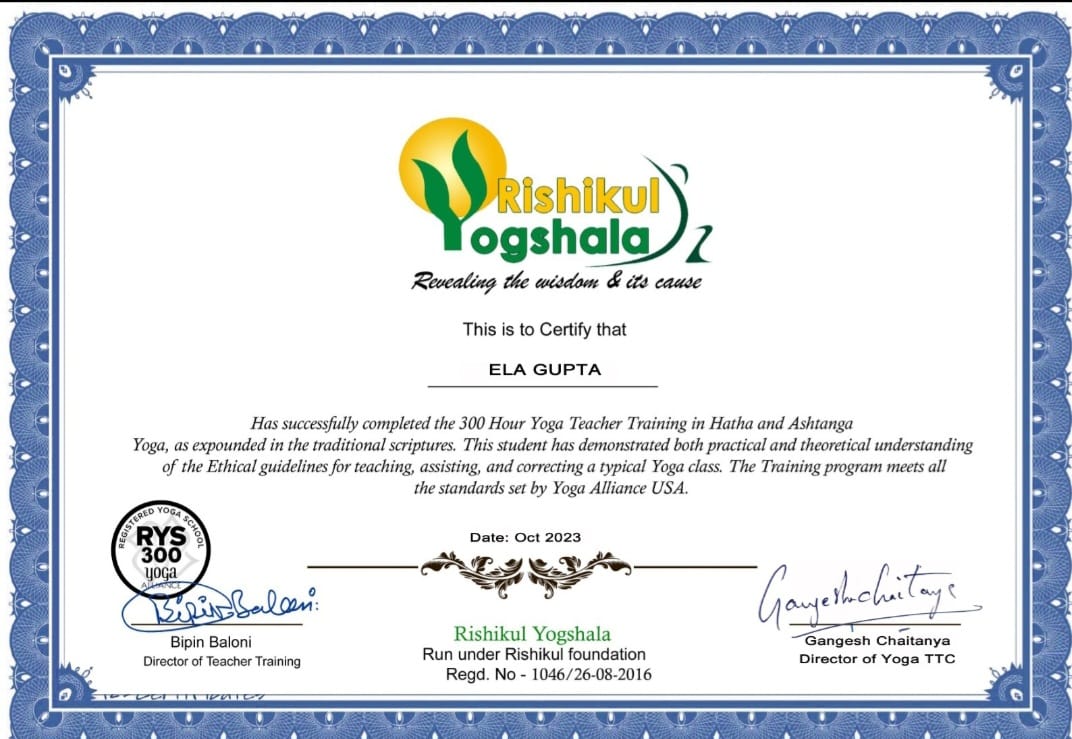 Rishikul
Yogshala
Revealing the wisdom & its cause
This is to Certify that
ELA GUPTA
Has successfully completed the 300 Hour Yoga Teacher Training in Hatha and Ashtanga
Yoga, as expounded in the traditional scriptures. This student has demonstrated both practical and theoretical understanding
of the Ethical guidelines for teaching, assisting, and correcting a typical Yoga class. The Training program meets all
the standards set by Yoga Alliance USA.
Date: Oct 2023
REGISTERED YOGA SCHOOL
RYS
300
yoga
ALLIANCE
Bipin Baloni
Bipin Baloni
Director of Teacher Training
Rishikul Yogshala
Run under Rishikul foundation
Regd. No - 1046/26-08-2016
Gangesh Chaitanya
Director of Yoga TTC